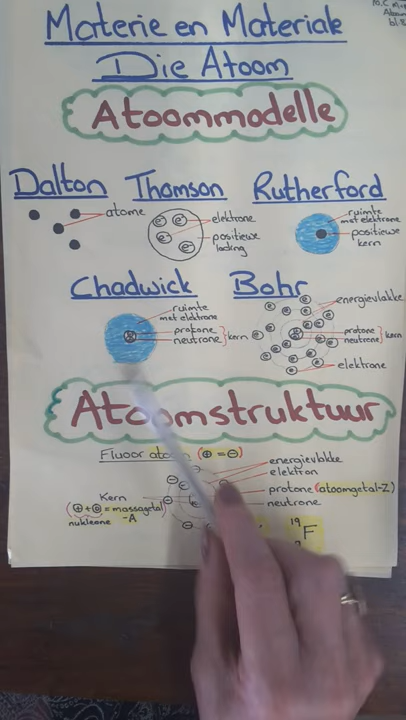 Materie en Materiale
Die Atoom
Atoommodelle
Dalton Thomson Rutherford
atome
elektrone
positiewe
lading
ruimte
met elektrone
positiewe
kern
Chadwick Bohr
ruimte
met elektrone
protone
neutrone
kern
energievlakke
protone
neutrone
kern
elektrone
Atoomstruktuur
Fluoor atoom (+ = -)
energievlakke
elektron
protone (atoomgetal-Z)
neutrone
Kern
= massagetal
-A
nukleone
19
F